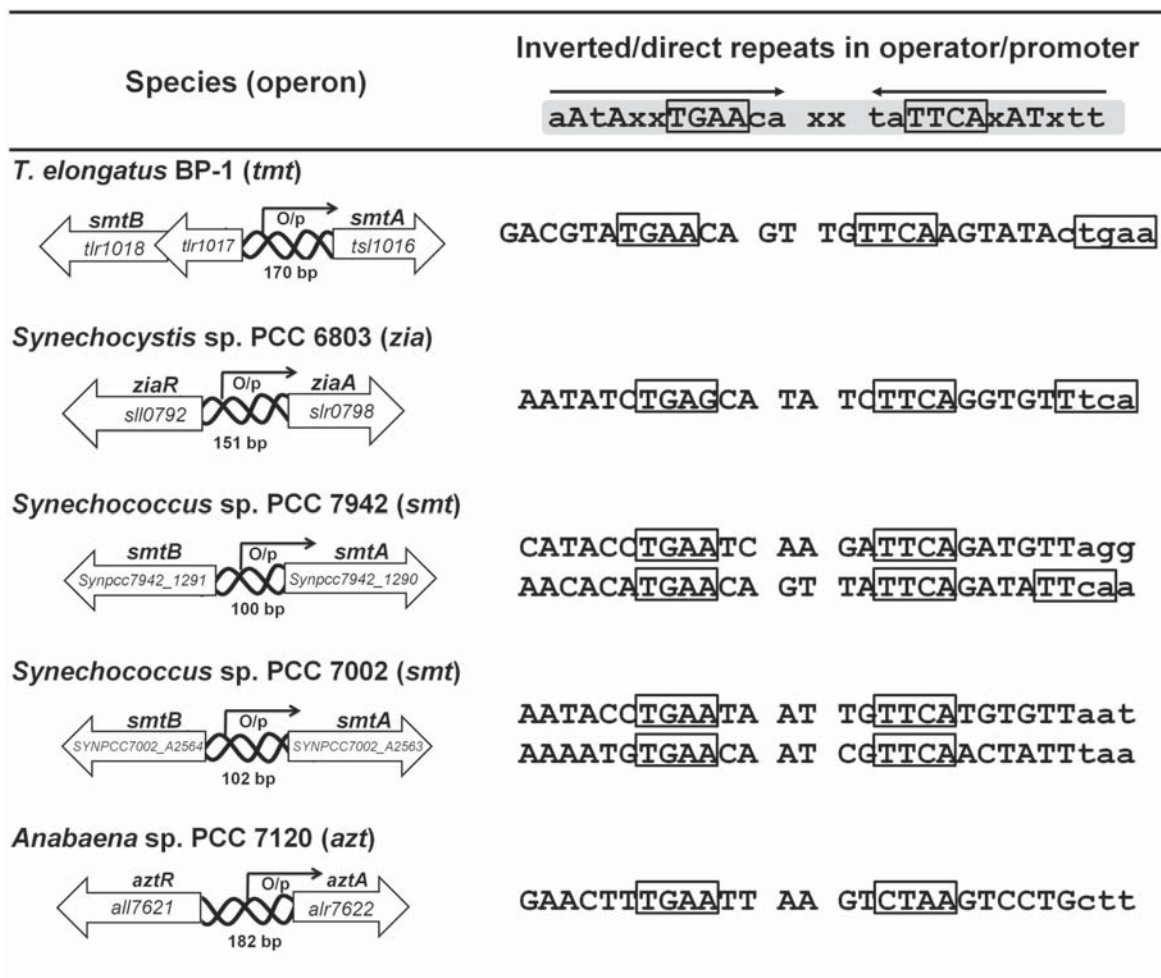 Species (operon)
Inverted/direct repeats in operator/promoter
aAtAxxTGAAca xx taTTCAxATxtt
T. elongatus BP-1 (tmt)
smtB O/p smtA
tlr1018 tlr1017 tsl1016
170 bp
GACGTATGAACA GT TGTTCAAGTATACtgaa
Synechocystis sp. PCC 6803 (zia)
ziaR O/p ziaA
sll0792 slr0798
151 bp
AATATCTGAGCA TA TCTTCAGGTGTTtca
Synechococcus sp. PCC 7942 (smt)
smtB O/p smtA
Synpcc7942_1291 Synpcc7942_1290
100 bp
CATACCTGAATC AA GATTCAGATGTTagg
AACACATGAACA GT TATTCAGATATTcaa
Synechococcus sp. PCC 7002 (smt)
smtB O/p smtA
SYNPCC7002_A2564 SYNPCC7002_A2563
102 bp
AATACCTGAATA AT TGTTCATGTGTTaat
AAAATGTGAACA AT CGTTCAACTATTtaa
Anabaena sp. PCC 7120 (azt)
aztR O/p aztA
all7621 alr7622
182 bp
GAACTTTGAATT AA GTCTAAGTCCTGctt